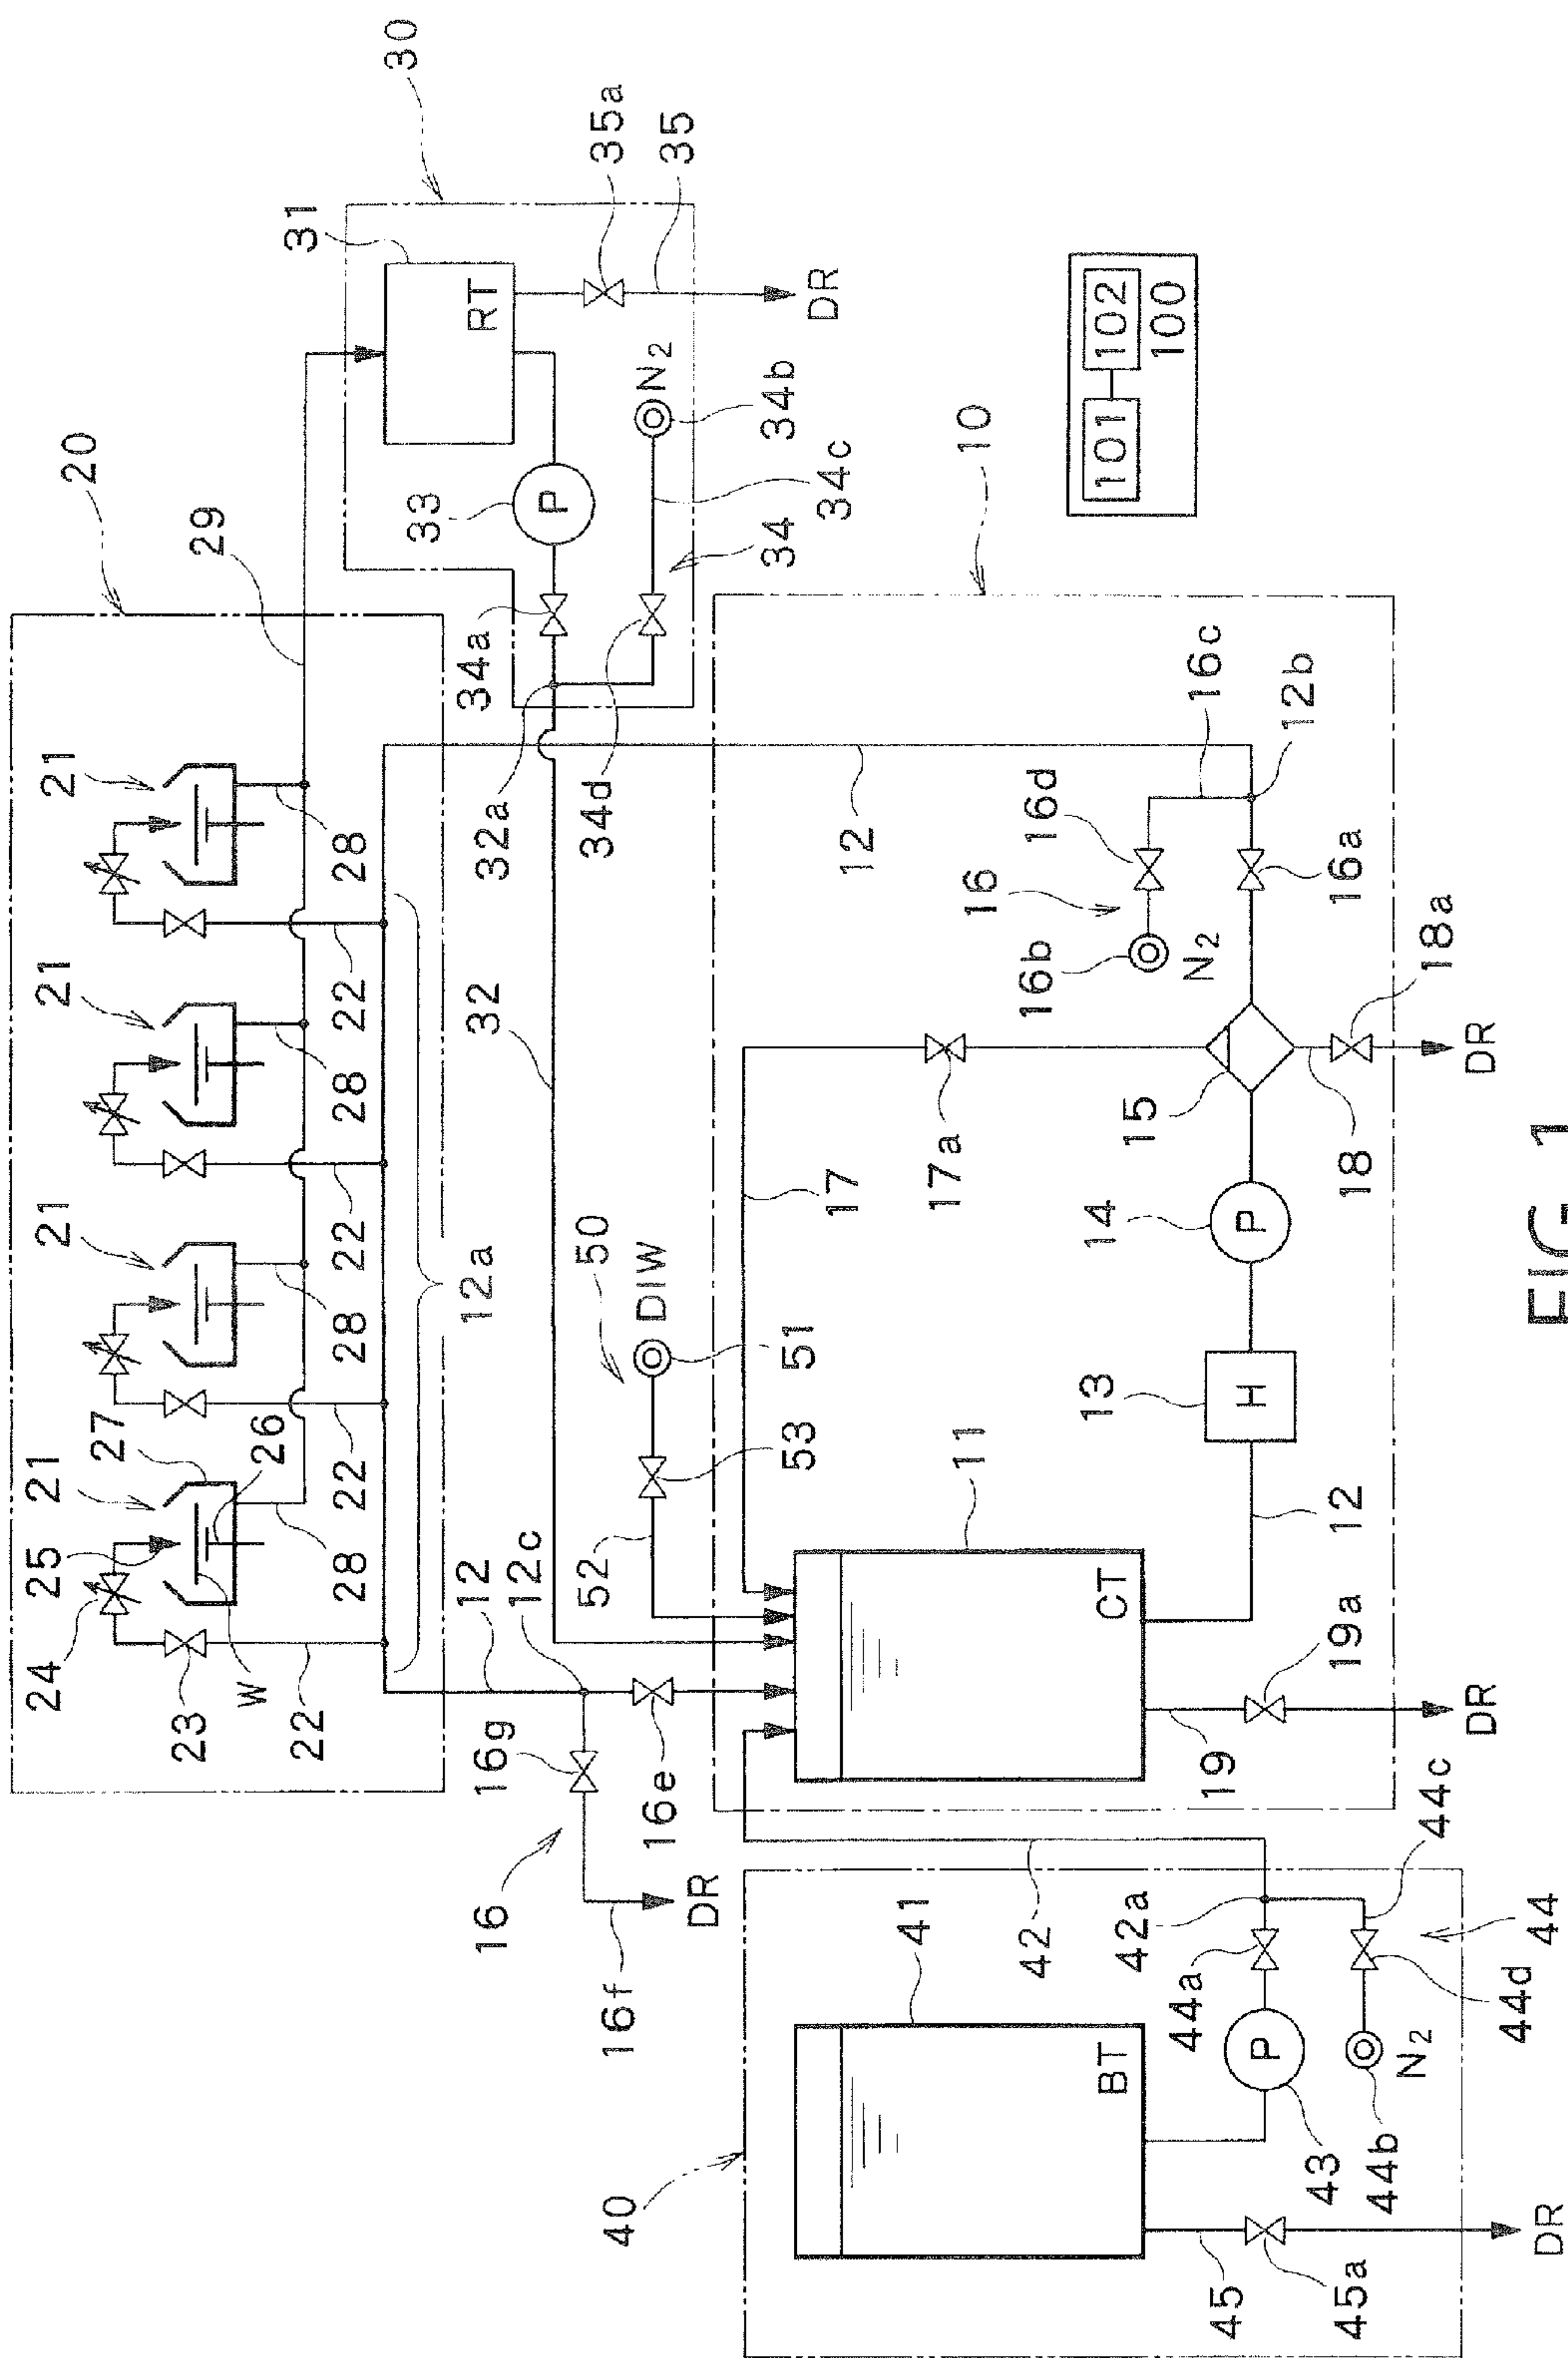 20
21
21
21
21
24
25
27
23
W
26
22
28
22
28
22
28
22
28
29
12a
30
31
RT
33
P
35a
35
DR
34a
N2
34b
34c
34
32a
34d
32
12
12c
16g
16e
16
16f
DR
50
DIW
51
52
53
10
12
17
17a
11
CT
13
H
14
P
15
16
16d
16b
N2
16c
12b
16a
18a
18
DR
12
19
19a
DR
40
41
BT
42
42a
44a
43
P
44b
N2
44c
44d
44
45
45a
DR
101
102
100
FIG. 1